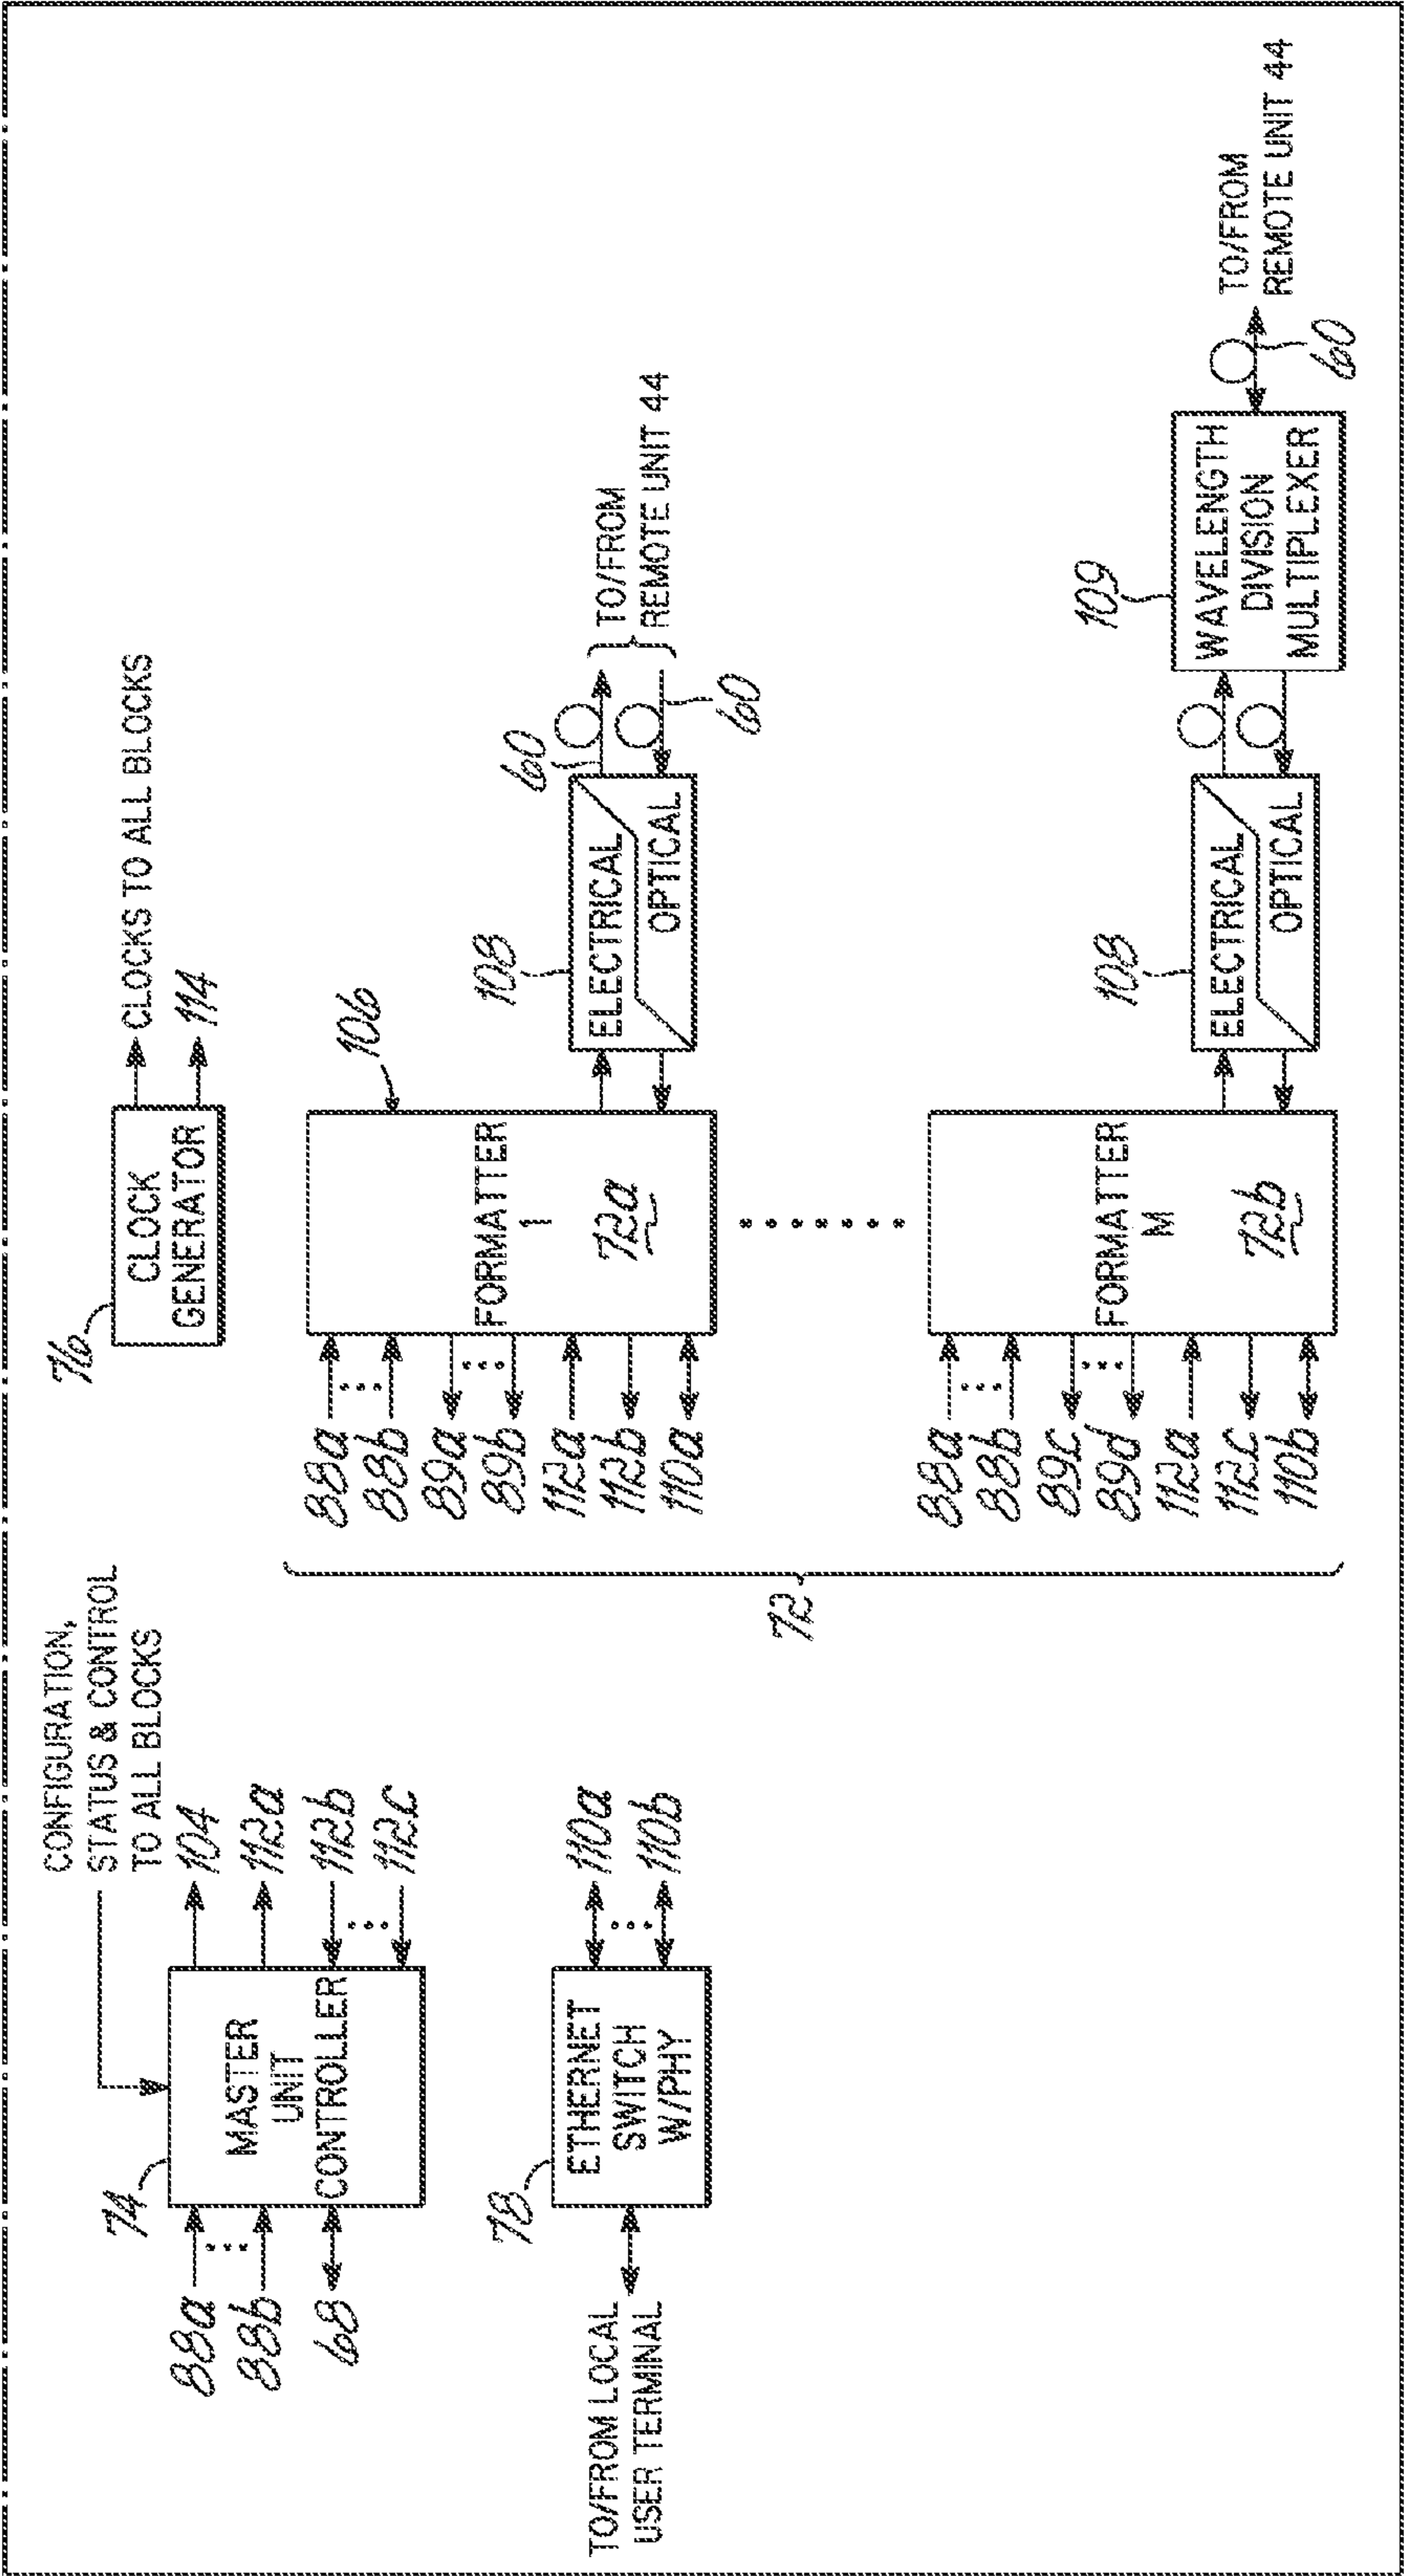 CONFIGURATION,
STATUS & CONTROL
TO ALL BLOCKS
74
88a
88b
68
MASTER
UNIT
CONTROLLER
104
112a
112b
112c
78
TO/FROM LOCAL
USER TERMINAL
ETHERNET
SWITCH
W/PHY
110a
110b
76
CLOCK
GENERATOR
CLOCKS TO ALL BLOCKS
114
72
88a
88b
89a
89b
112a
112b
110a
FORMATTER
1
72a
106
108
ELECTRICAL
OPTICAL
60
60
TO/FROM
REMOTE UNIT 44
88a
88b
89c
89d
112a
112c
110b
FORMATTER
M
72b
108
ELECTRICAL
OPTICAL
109
WAVELENGTH
DIVISION
MULTIPLEXER
60
TO/FROM
REMOTE UNIT 44